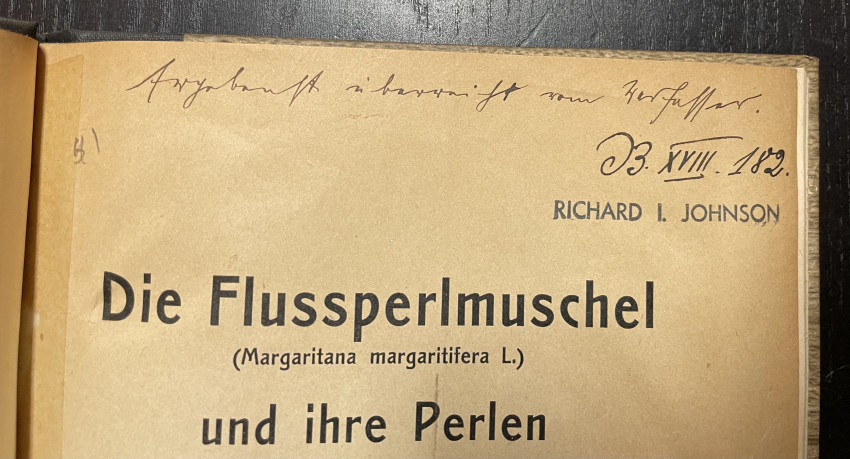 Ergebenst überreicht vom Verfasser.
B. XVIII. 182.
RICHARD I. JOHNSON
Die Flussperlmuschel
(Margaritana margaritifera L.)
und ihre Perlen